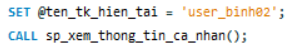 SET @ten_tk_hien_tai = 'user_binh02';
CALL sp_xem_thong_tin_ca_nhan();